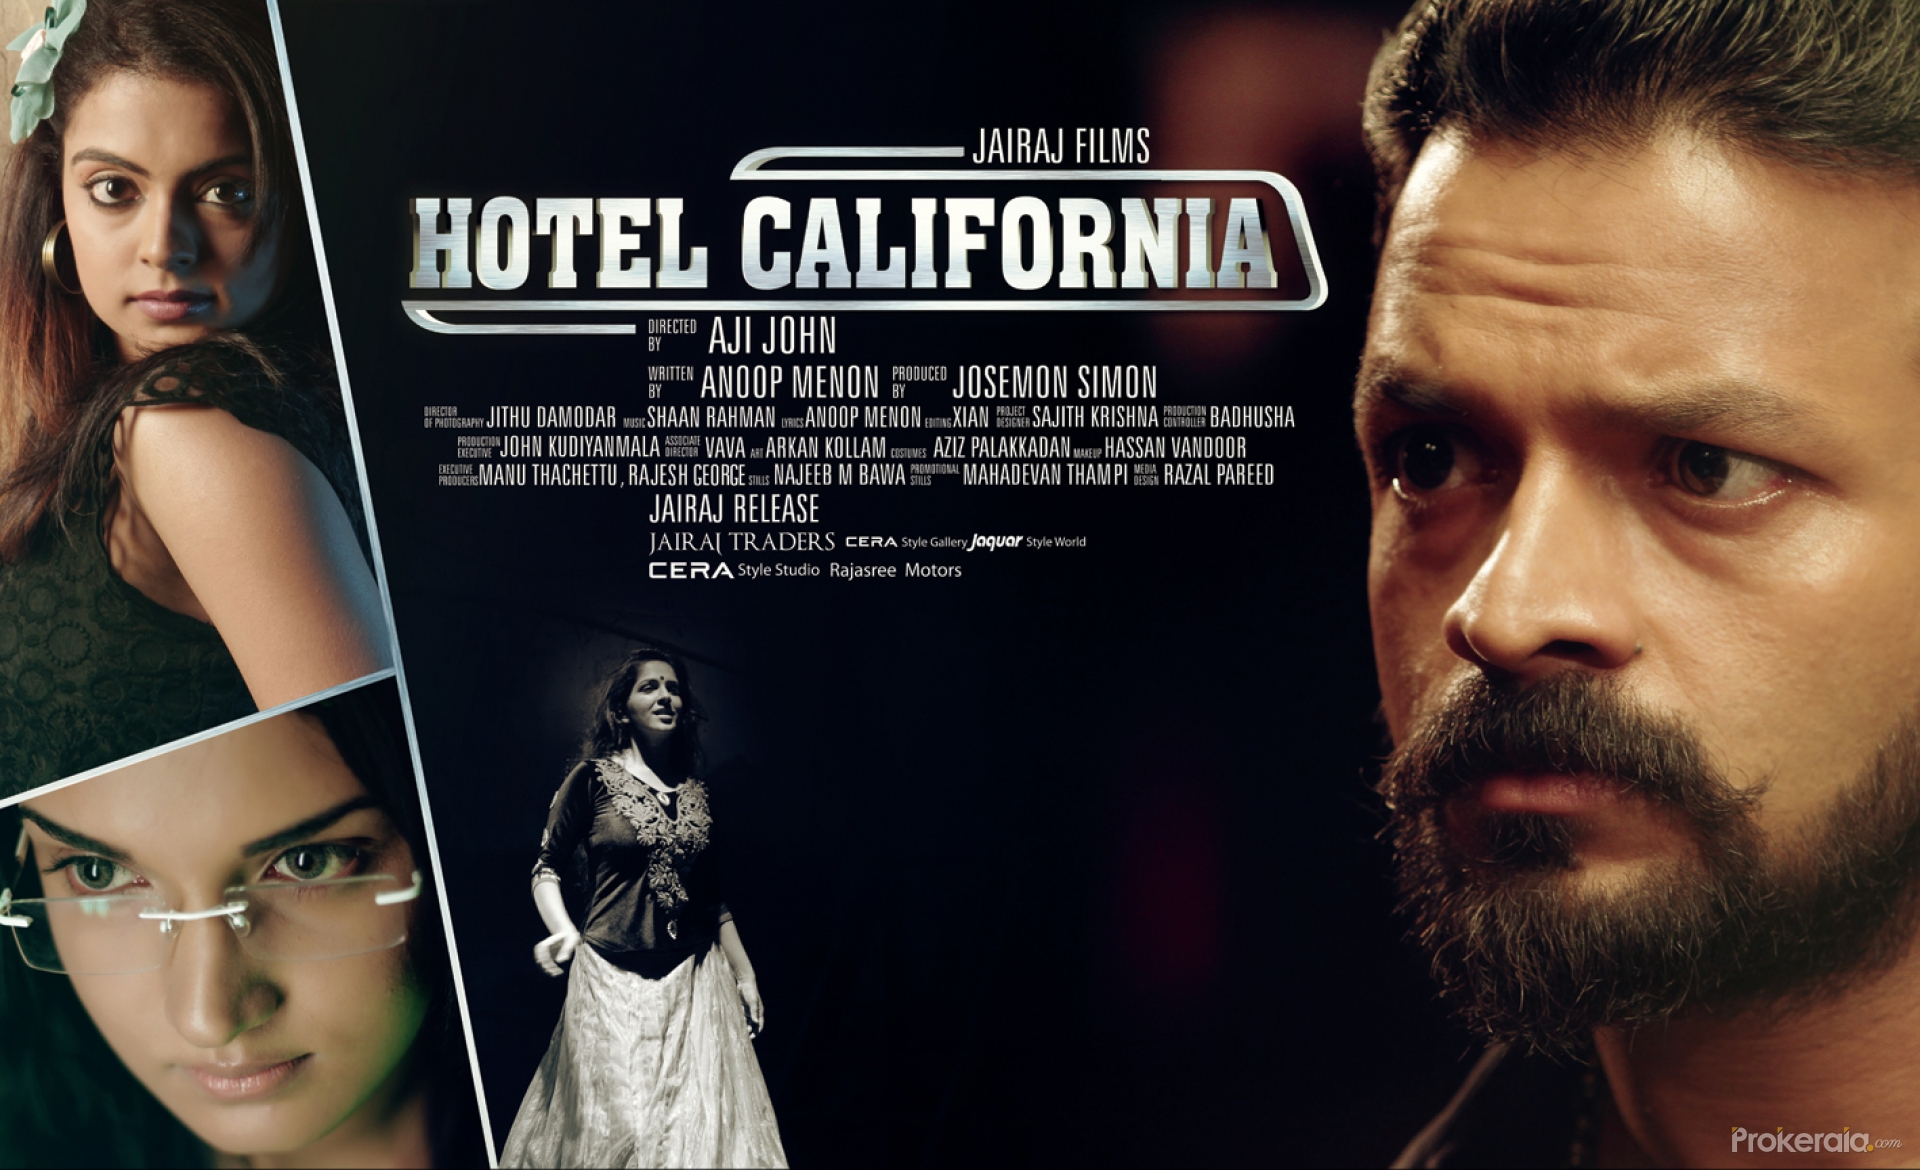 JAIRAJ FILMS
HOTEL CALIFORNIA
DIRECTED BY AJI JOHN
WRITTEN BY ANOOP MENON PRODUCED BY JOSEMON SIMON
DIRECTOR OF PHOTOGRAPHY JITHU DAMODAR MUSIC SHAAN RAHMAN LYRICS ANOOP MENON EDITING XIAN PROJECT DESIGNER SAJITH KRISHNA PRODUCTION CONTROLLER BADHUSHA
PRODUCTION EXECUTIVE JOHN KUDIYANMALA ASSOCIATE DIRECTOR VAVA ART ARKAN KOLLAM COSTUMES AZIZ PALAKKADAN MAKEUP HASSAN VANDOOR
EXECUTIVE PRODUCERS MANU THACHETTU, RAJESH GEORGE STILLS NAJEEB M BAWA PROMOTIONAL STILLS MAHADEVAN THAMPI MEDIA DESIGN RAZAL PAREED
JAIRAJ RELEASE
JAIRAJ TRADERS CERA Style Gallery Jaquar Style World
CERA Style Studio Rajasree Motors
Prokerala.com